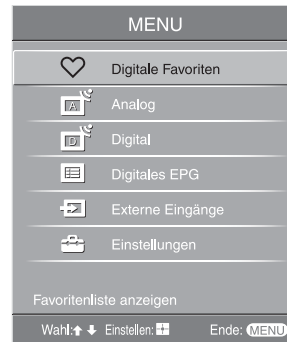 MENU
Digitale Favoriten
A Analog
D Digital
Digitales EPG
Externe Eingänge
Einstellungen
Favoritenliste anzeigen
Wahl: Einstellen: Ende: MENU